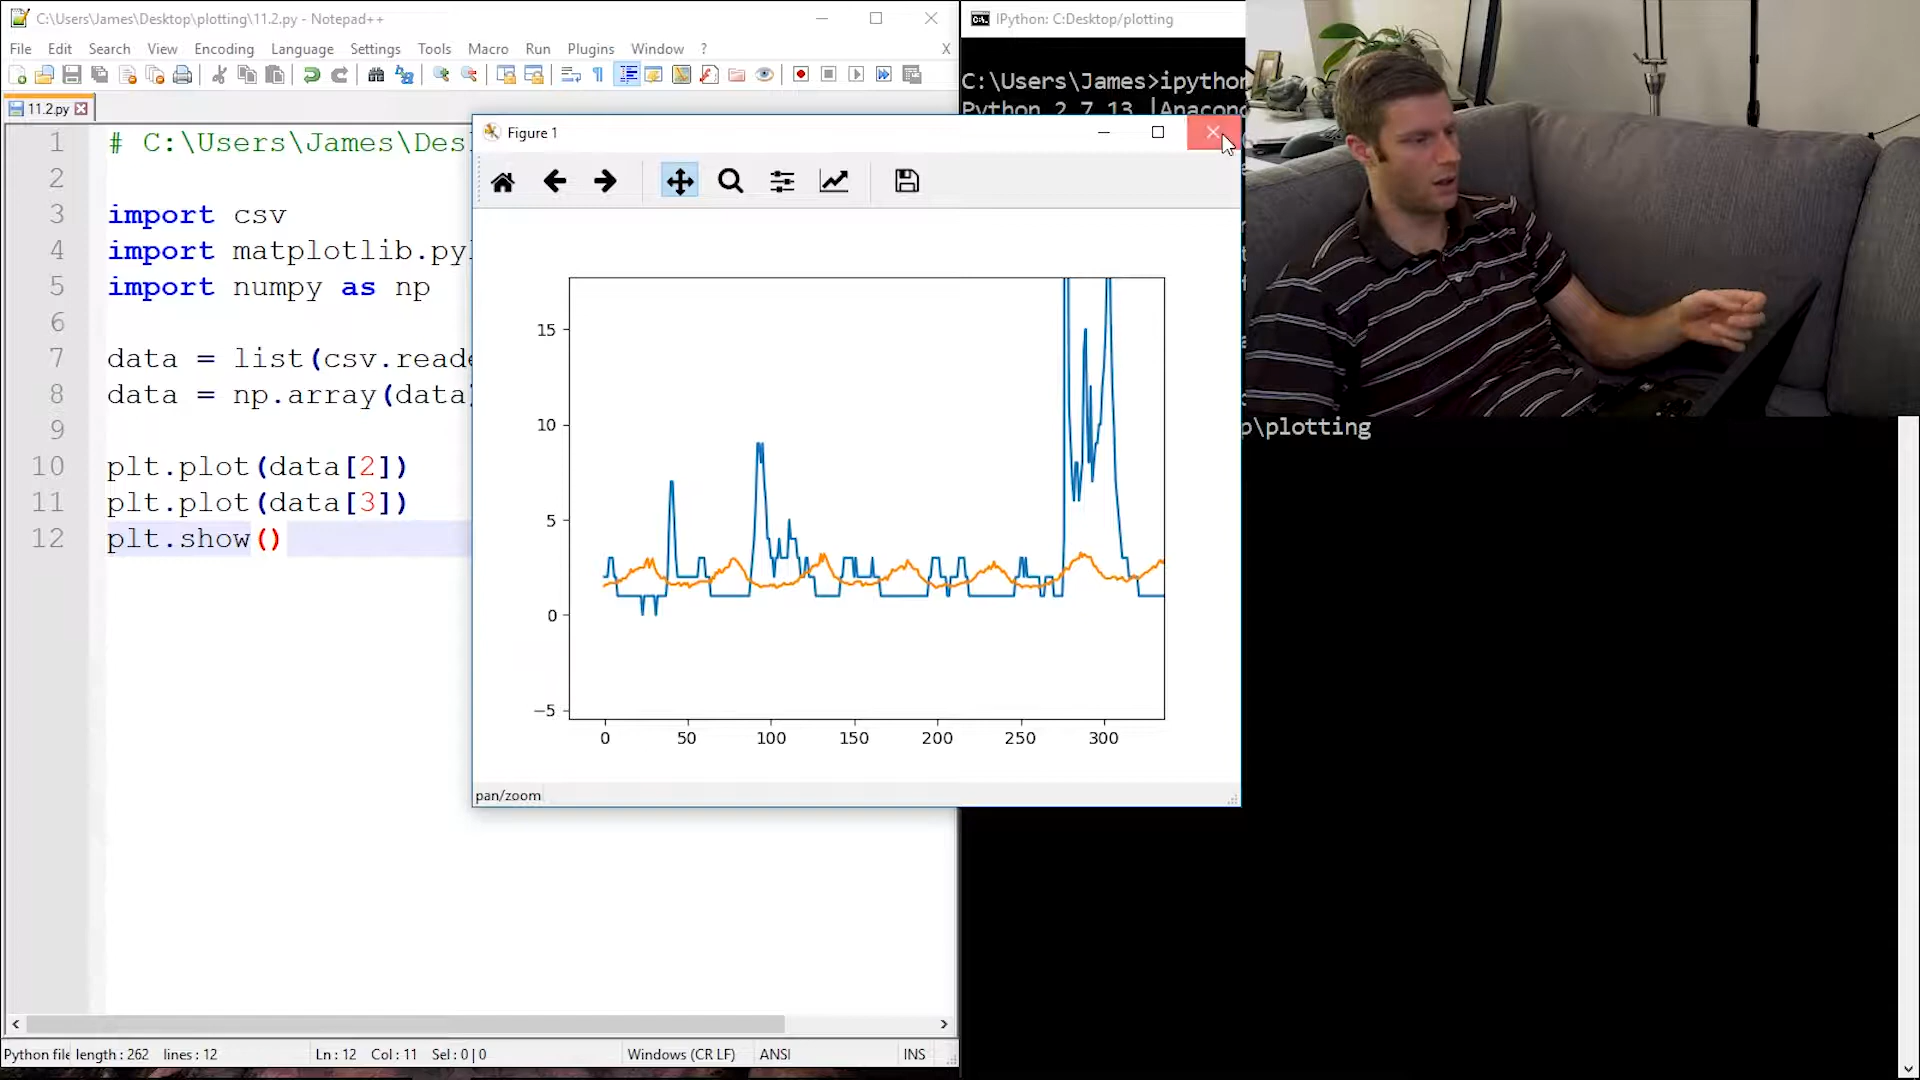 C:\Users\James\Desktop\plotting\11.2.py - Notepad++
File Edit Search View Encoding Language Settings Tools Macro Run Plugins Window ? X
11.2.py
1 # C:\Users\James\Des
2
3 import csv
4 import matplotlib.py
5 import numpy as np
6
7 data = list(csv.reade
8 data = np.array(data
9
10 plt.plot(data[2])
11 plt.plot(data[3])
12 plt.show()
Python file length : 262 lines : 12 Ln : 12 Col : 11 Sel : 0 | 0 Windows (CR LF) ANSI INS
Figure 1
15
10
5
0
−5
0 50 100 150 200 250 300
pan/zoom
IPython: C:Desktop/plotting
C:\Users\James>ipython
Python 2.7.13 |Anacond
p\plotting